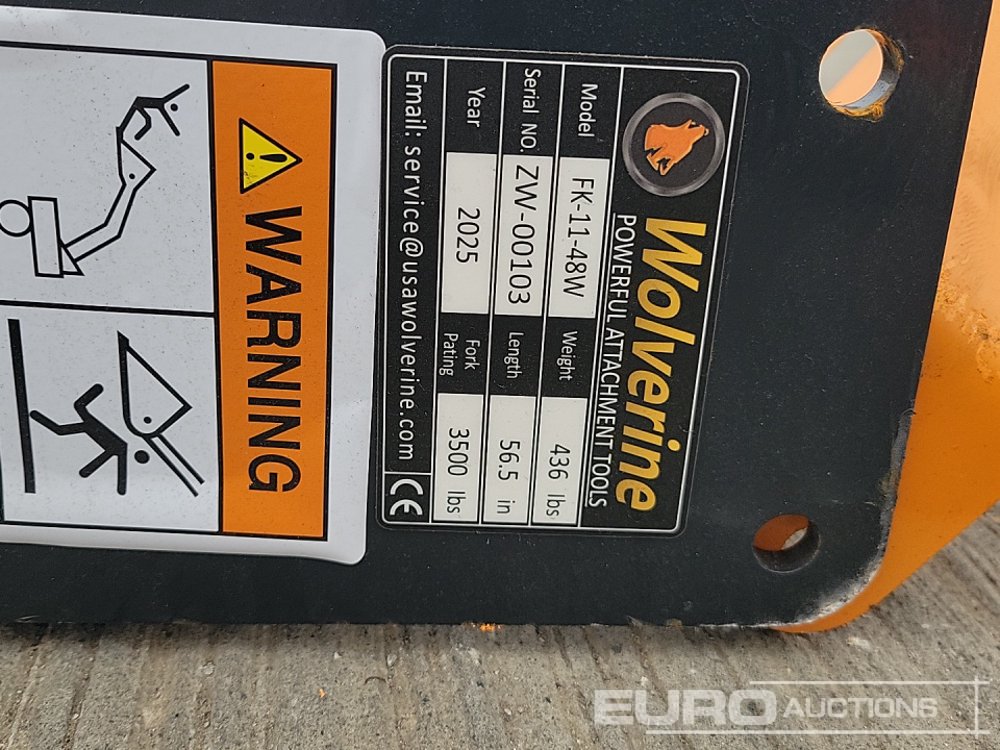 Wolverine
POWERFUL ATTACHMENT TOOLS
Model FK-11-48W Weight 436 lbs
Serial NO. ZW-00103 Length 56.5 in
Year 2025 Fork Pating 3500 lbs
Email: service@usawolverine.com CE
WARNING
EURO AUCTIONS